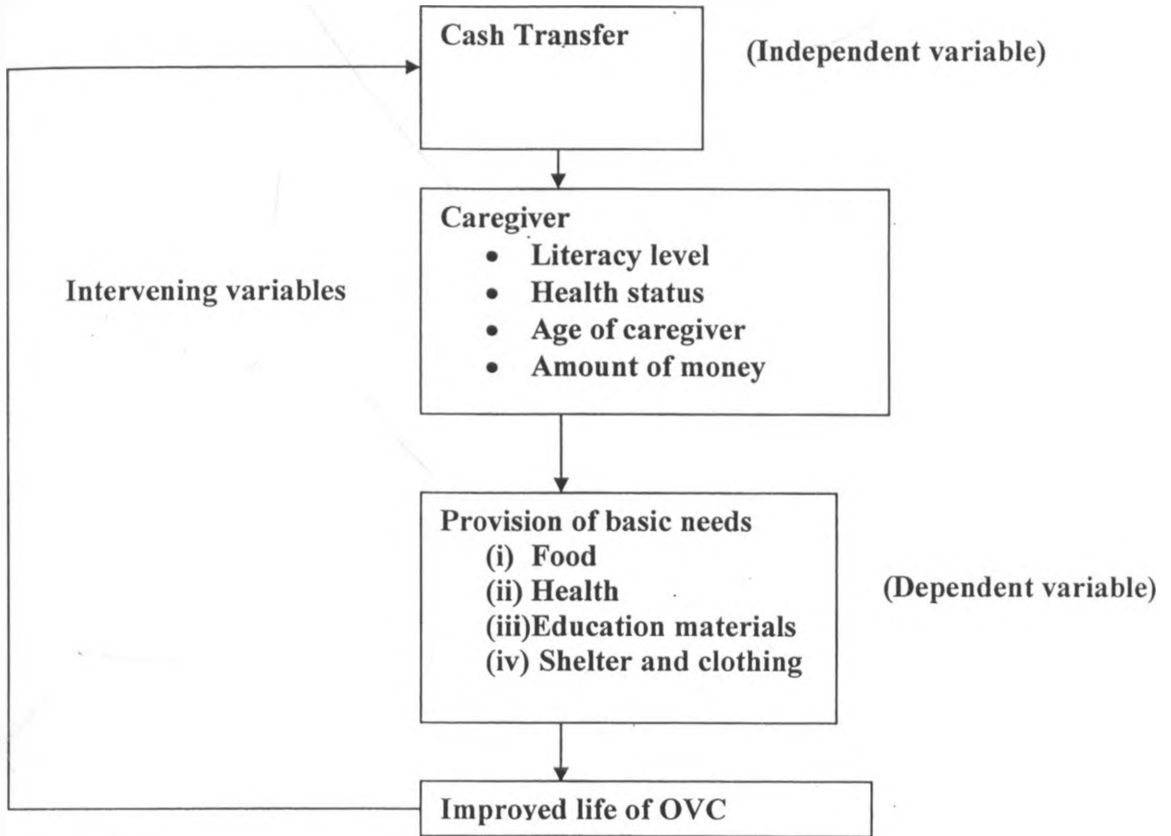 Cash Transfer
(Independent variable)
Caregiver
• Literacy level
• Health status
• Age of caregiver
• Amount of money
Intervening variables
Provision of basic needs
(i) Food
(ii) Health
(iii)Education materials
(iv) Shelter and clothing
(Dependent variable)
Improved life of OVC